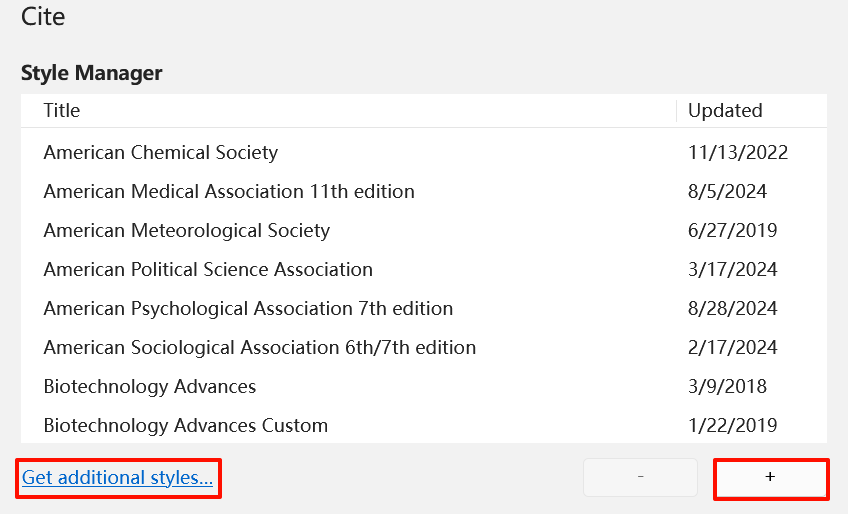 Cite
Style Manager
Title Updated
American Chemical Society 11/13/2022
American Medical Association 11th edition 8/5/2024
American Meteorological Society 6/27/2019
American Political Science Association 3/17/2024
American Psychological Association 7th edition 8/28/2024
American Sociological Association 6th/7th edition 2/17/2024
Biotechnology Advances 3/9/2018
Biotechnology Advances Custom 1/22/2019
Get additional styles... - +